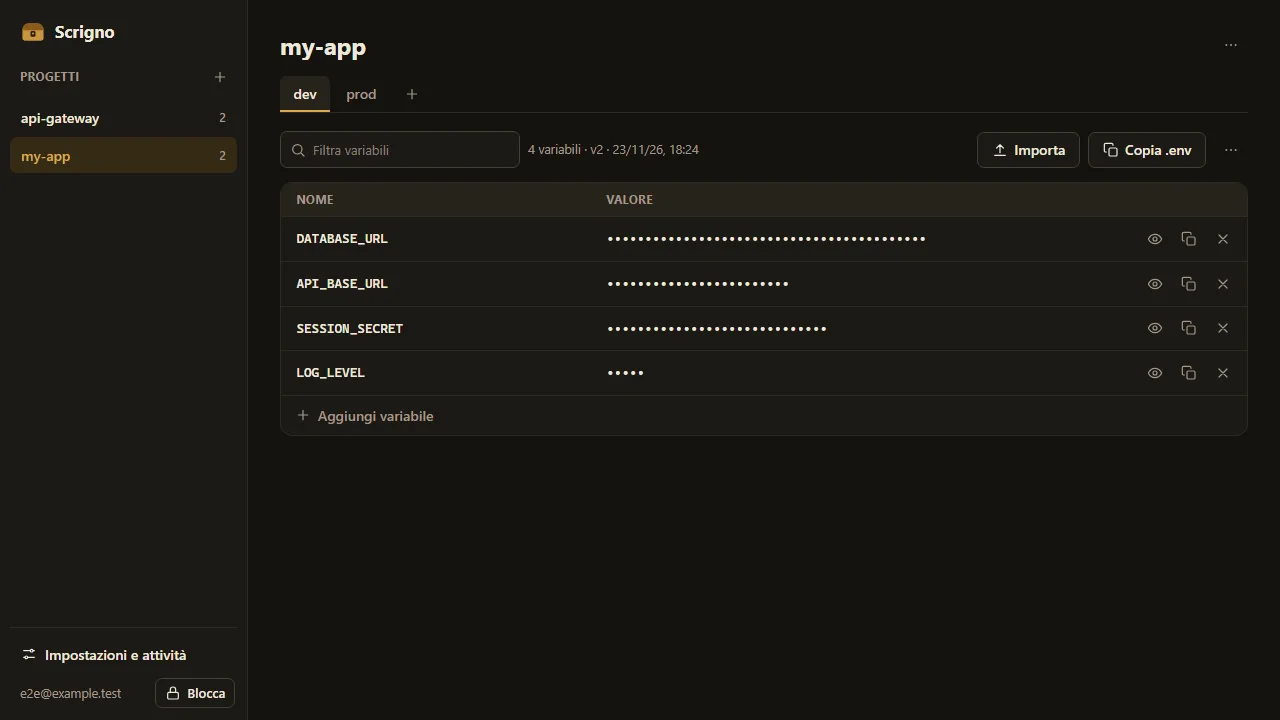 Scrigno
PROGETTI
api-gateway 2
my-app 2
Impostazioni e attività
e2e@example.test
Blocca
my-app
dev prod
Filtra variabili
4 variabili · v2 · 23/11/26, 18:24
Importa
Copia .env
NOME VALORE
DATABASE_URL ••••••••••••••••••••••••••••••••••••••••••
API_BASE_URL ••••••••••••••••••••••••
SESSION_SECRET •••••••••••••••••••••••••••••
LOG_LEVEL •••••
Aggiungi variabile